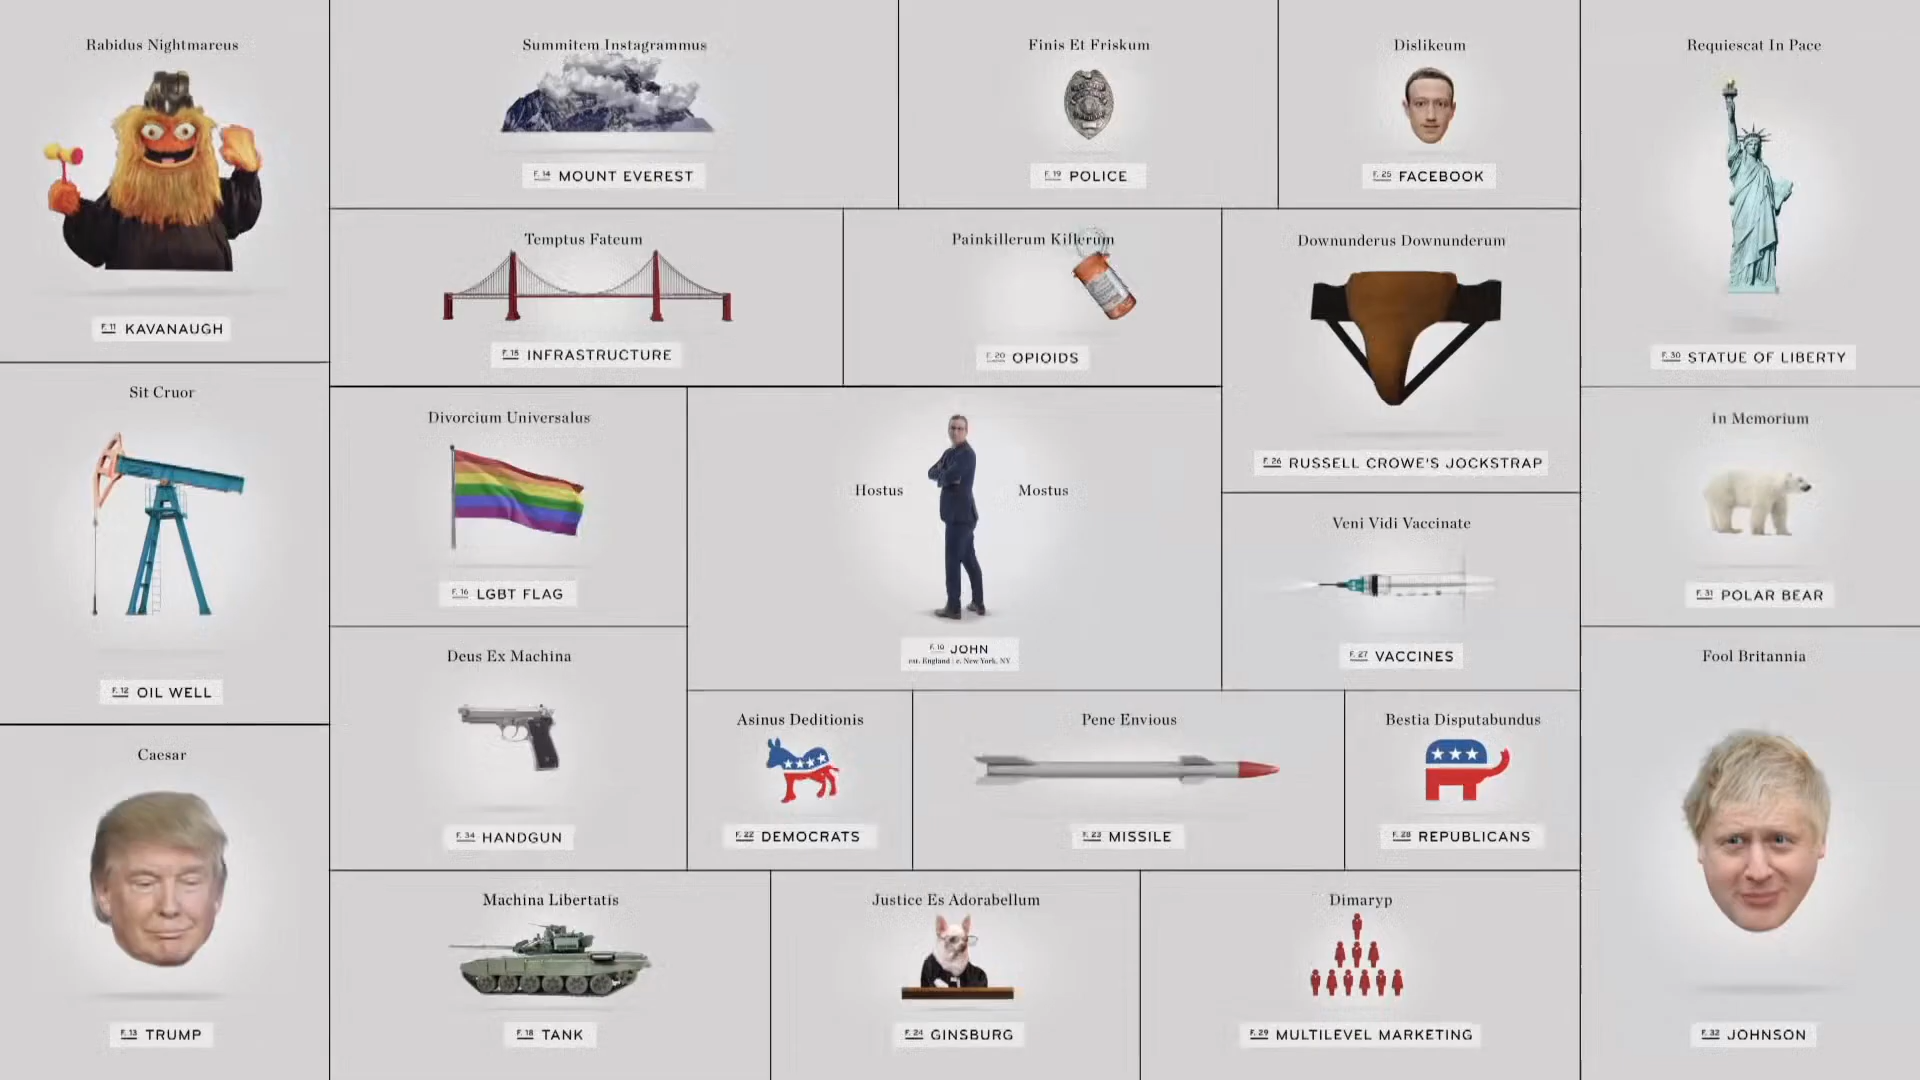 Rabidus Nightmareus
F. 11 KAVANAUGH
Summitem Instagrammus
F. 14 MOUNT EVEREST
Finis Et Friskum
F. 19 POLICE
Dislikeum
F. 25 FACEBOOK
Requiescat In Pace
F. 30 STATUE OF LIBERTY
Temptus Fateum
F. 15 INFRASTRUCTURE
Painkillerum Killerum
F. 20 OPIOIDS
Downunderus Downunderum
F. 26 RUSSELL CROWE'S JOCKSTRAP
Sit Cruor
F. 12 OIL WELL
Divorcium Universalus
F. 16 LGBT FLAG
Hostus
Mostus
F. 10 JOHN
est. England | c. New York, NY
Veni Vidi Vaccinate
F. 27 VACCINES
In Memorium
F. 31 POLAR BEAR
Deus Ex Machina
F. 34 HANDGUN
Caesar
F. 13 TRUMP
Asinus Deditionis
F. 22 DEMOCRATS
Pene Envious
F. 23 MISSILE
Bestia Disputabundus
F. 28 REPUBLICANS
Fool Britannia
F. 32 JOHNSON
Machina Libertatis
F. 18 TANK
Justice Es Adorabellum
F. 24 GINSBURG
Dimaryp
F. 29 MULTILEVEL MARKETING